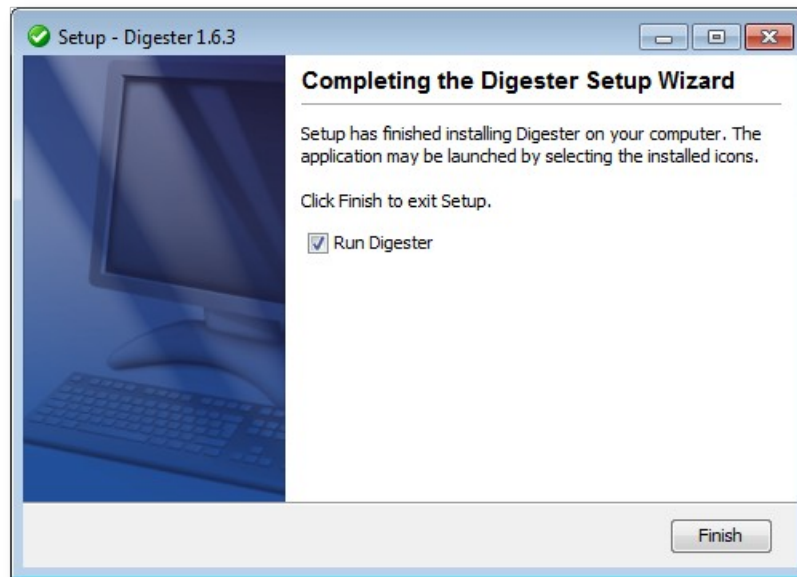 Setup - Digester 1.6.3
Completing the Digester Setup Wizard
Setup has finished installing Digester on your computer. The
application may be launched by selecting the installed icons.
Click Finish to exit Setup.
Run Digester
Finish